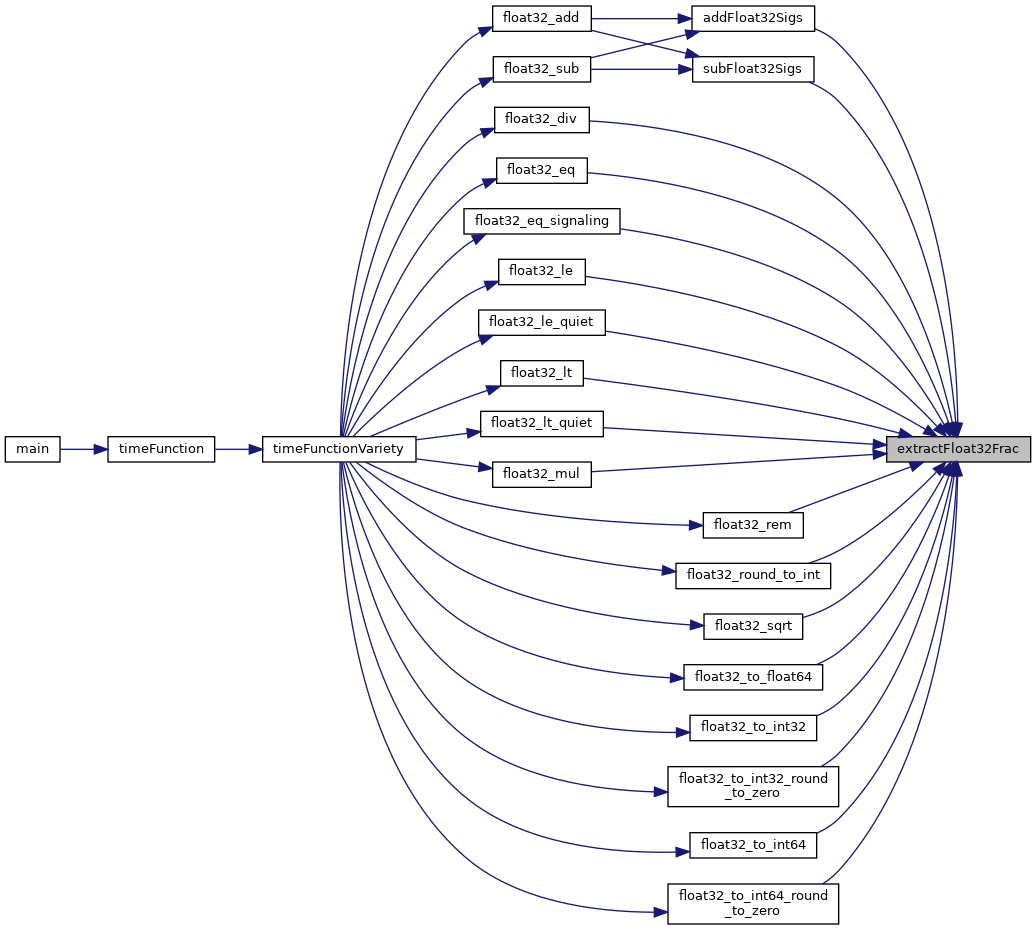 float32_add
addFloat32Sigs
float32_sub
subFloat32Sigs
float32_div
float32_eq
float32_eq_signaling
float32_le
float32_le_quiet
float32_lt
float32_lt_quiet
main
timeFunction
timeFunctionVariety
extractFloat32Frac
float32_mul
float32_rem
float32_round_to_int
float32_sqrt
float32_to_float64
float32_to_int32
float32_to_int32_round
_to_zero
float32_to_int64
float32_to_int64_round
_to_zero